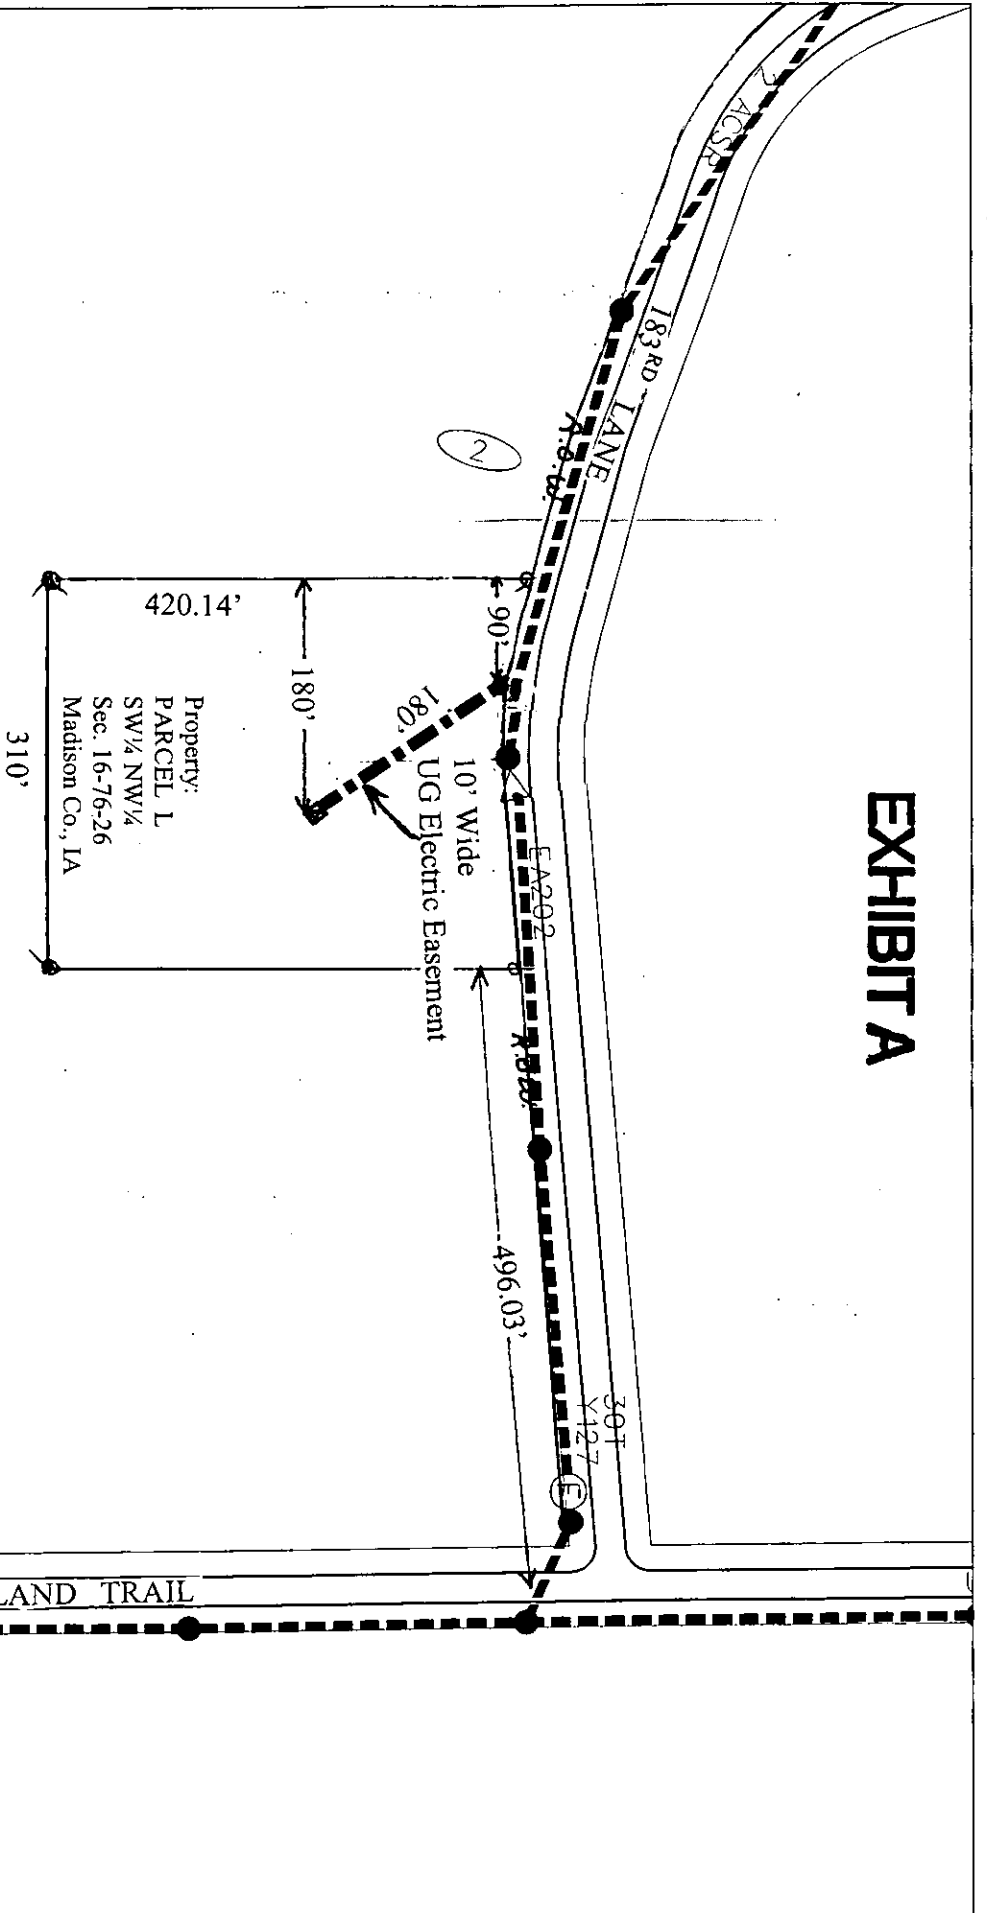 EXHIBIT A
2 ACSR
183RD LANE
R.O.W.
2
420.14'
90'
180'
180'
10' Wide
UG Electric Easement
EA202
R.O.W.
Property:
PARCEL L
SW¼ NW¼
Sec. 16-76-26
Madison Co., IA
310'
496.03'
30T
Y127
E
LAND TRAIL